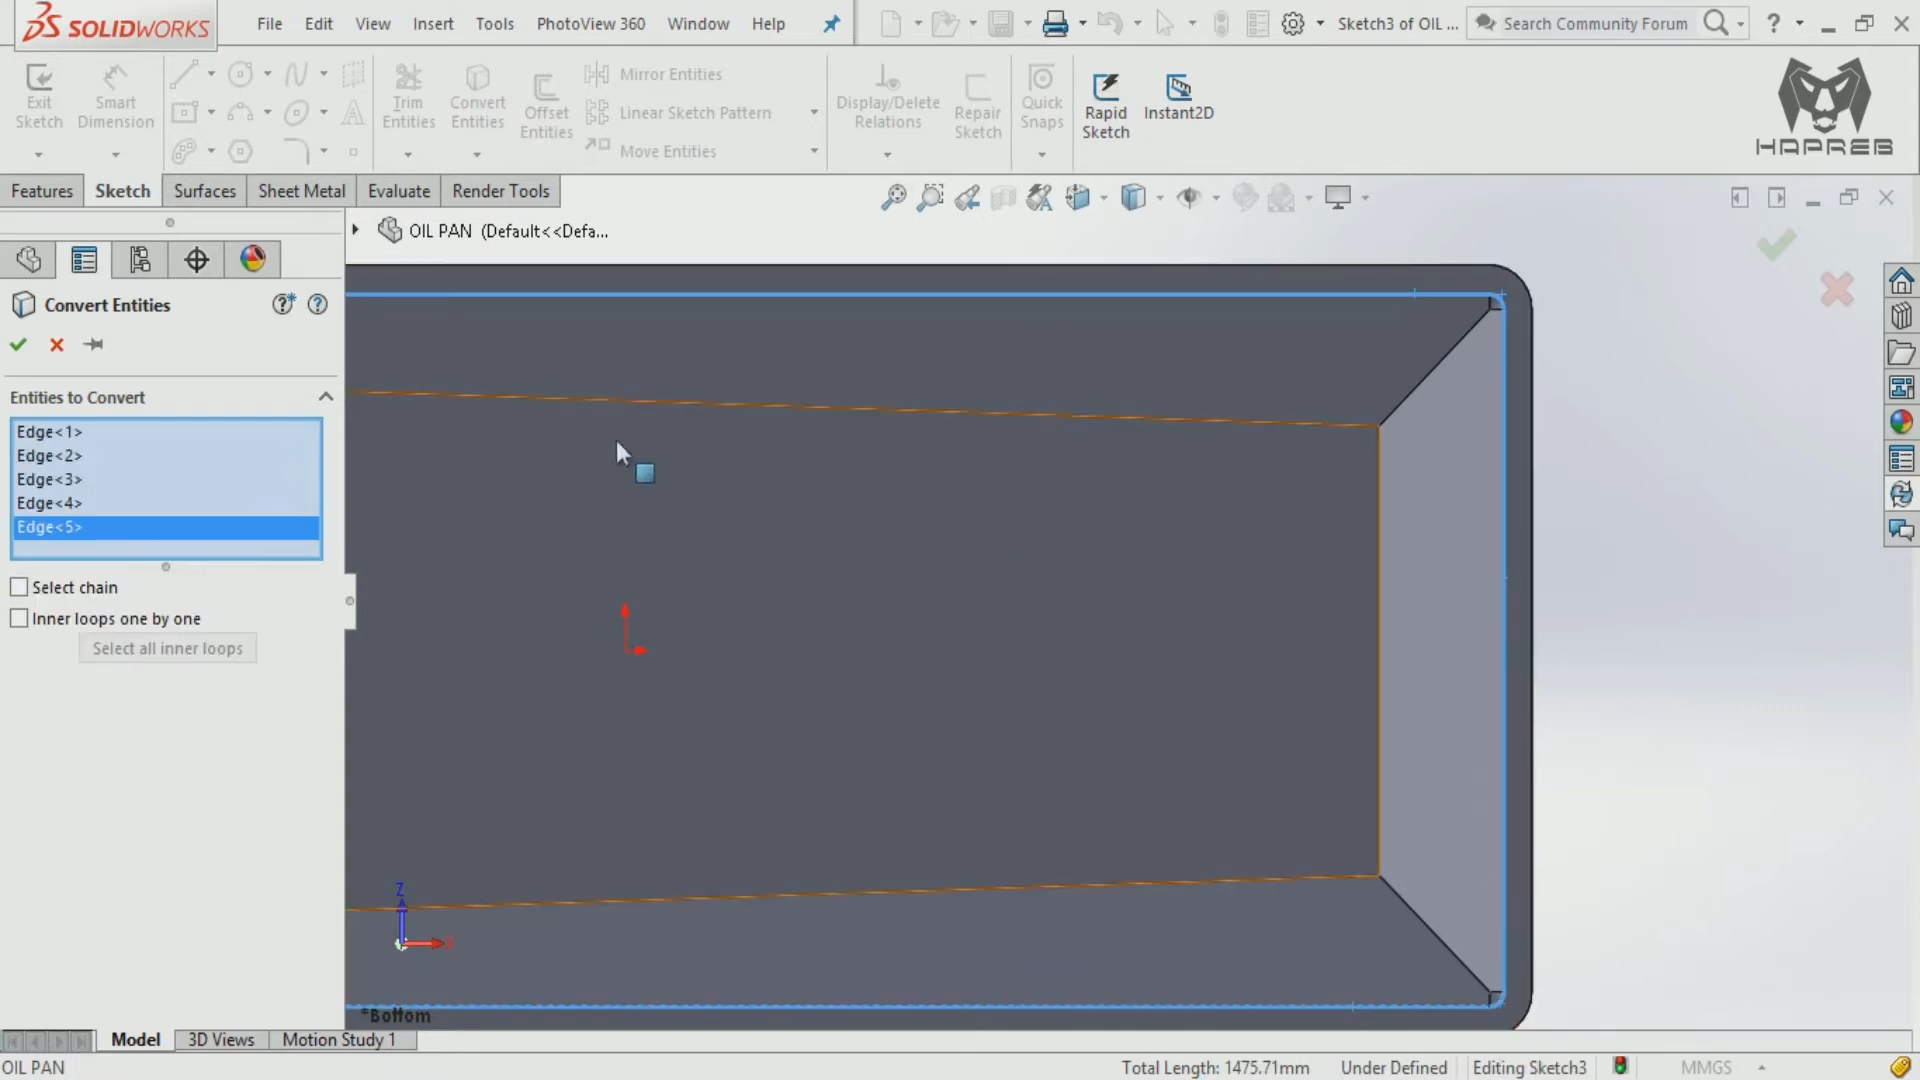 SOLIDWORKS
File
Edit
View
Insert
Tools
PhotoView 360
Window
Help
Sketch3 of OIL ...
Search Community Forum
?
Exit
Sketch
Smart
Dimension
Trim
Entities
Convert
Entities
Offset
Entities
Mirror Entities
Linear Sketch Pattern
Move Entities
Display/Delete
Relations
Repair
Sketch
Quick
Snaps
Rapid
Sketch
Instant2D
HAPREB
Features
Sketch
Surfaces
Sheet Metal
Evaluate
Render Tools
OIL PAN (Default<<Defa...
Convert Entities
Entities to Convert
Edge<1>
Edge<2>
Edge<3>
Edge<4>
Edge<5>
Select chain
Inner loops one by one
Select all inner loops
Z
X
*Bottom
Model
3D Views
Motion Study 1
OIL PAN
Total Length: 1475.71mm
Under Defined
Editing Sketch3
MMGS